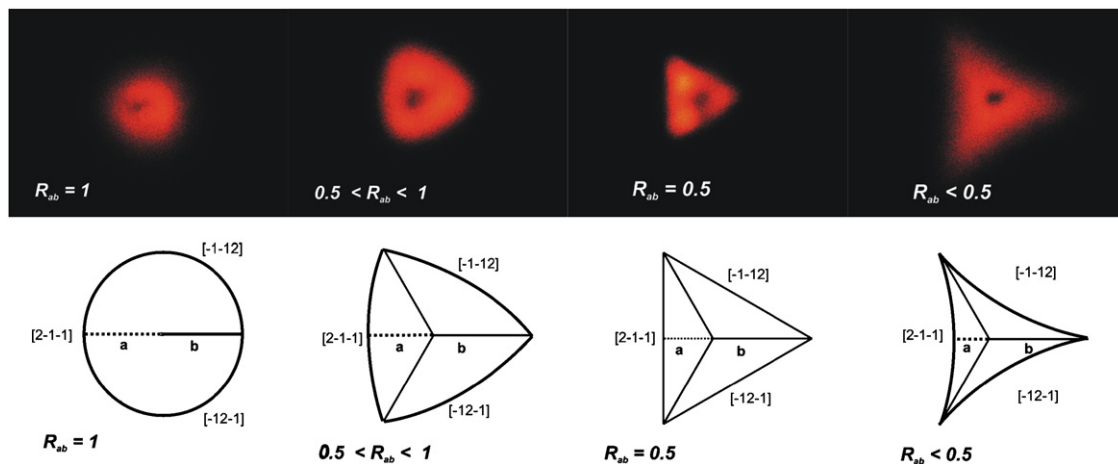 R_ab = 1
0.5 < R_ab < 1
R_ab = 0.5
R_ab < 0.5
[-1-12]
[2-1-1]
a
b
[-12-1]
R_ab = 1
[-1-12]
[2-1-1]
a
b
[-12-1]
0.5 < R_ab < 1
[-1-12]
[2-1-1]
a
b
[-12-1]
R_ab = 0.5
[-1-12]
[2-1-1]
a
b
[-12-1]
R_ab < 0.5